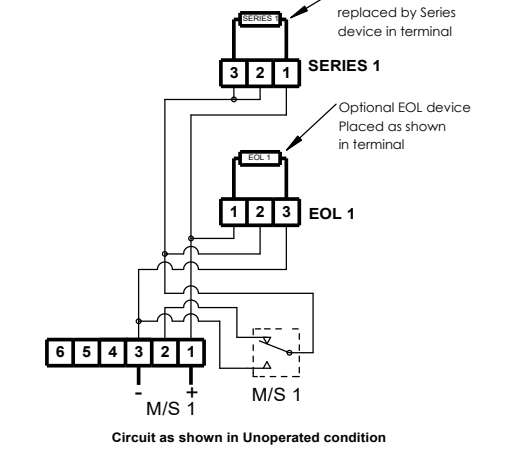 replaced by Series
device in terminal
SERIES 1
3 2 1
SERIES 1
Optional EOL device
Placed as shown
in terminal
EOL 1
1 2 3
EOL 1
6 5 4 3 2 1
- +
M/S 1
M/S 1
Circuit as shown in Unoperated condition